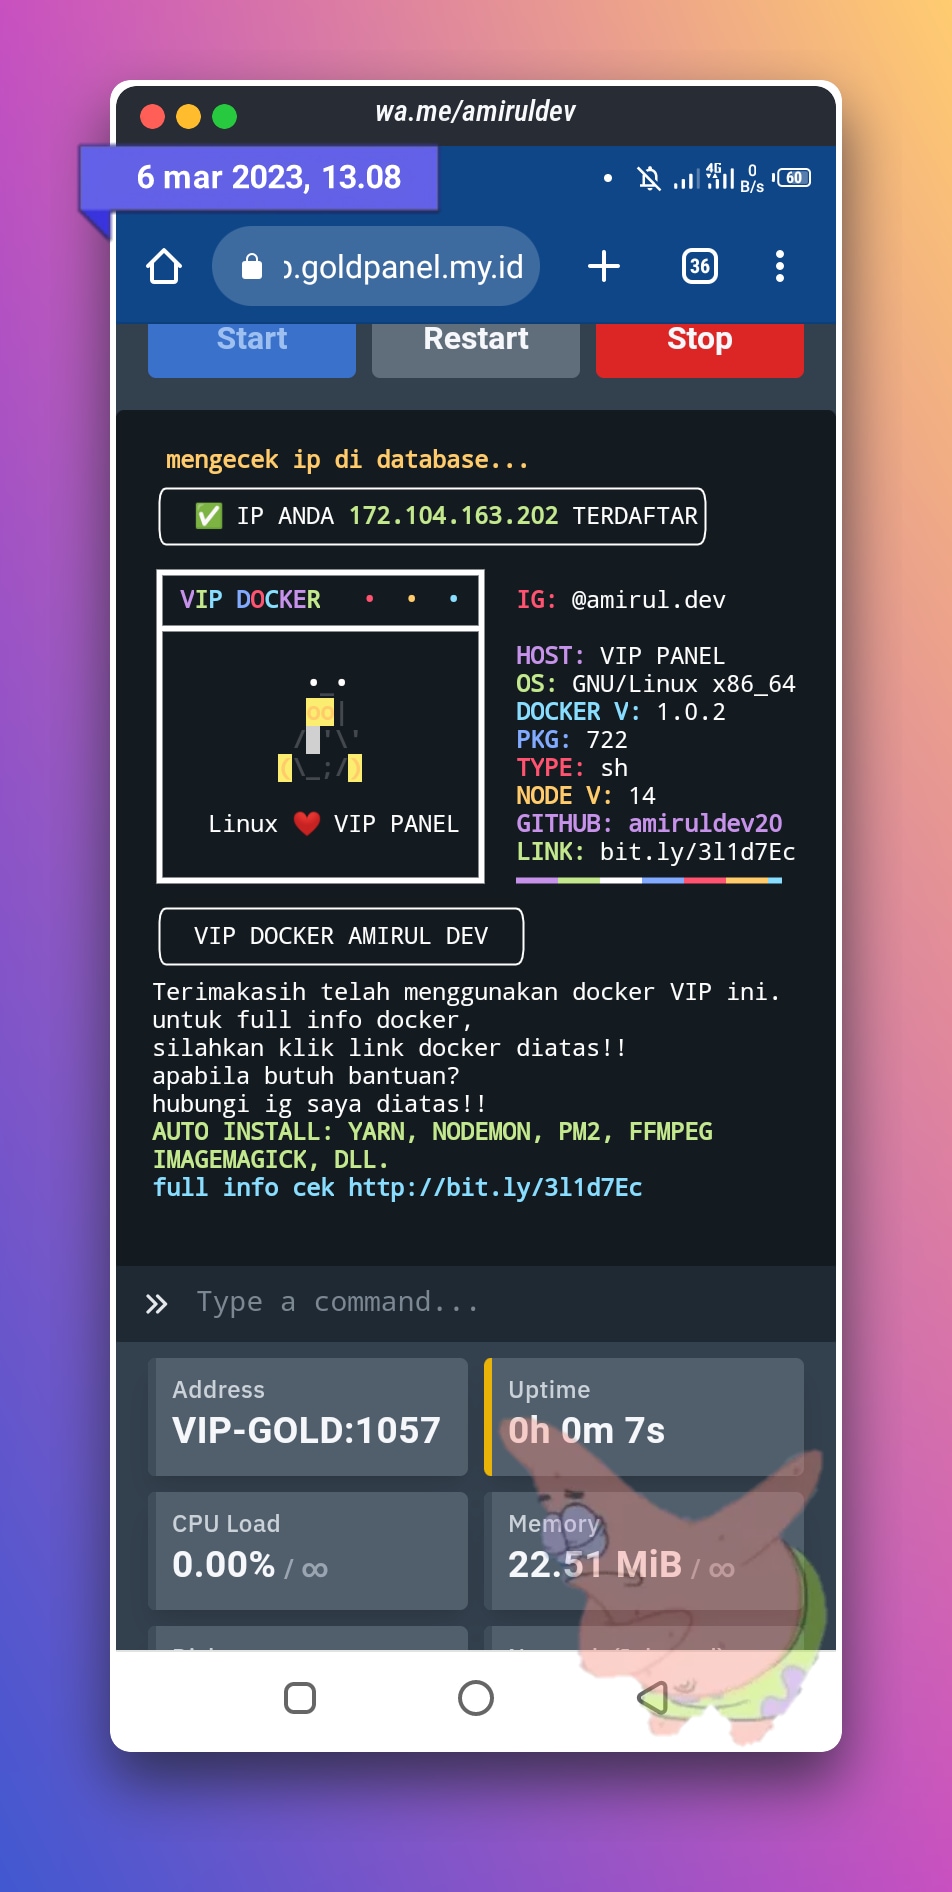 wa.me/amiruldev
6 mar 2023, 13.08
4G 0 B/s 60
.goldpanel.my.id
36
Start Restart Stop
mengecek ip di database...
✅ IP ANDA 172.104.163.202 TERDAFTAR
VIP DOCKER • • •
IG: @amirul.dev
HOST: VIP PANEL
OS: GNU/Linux x86_64
DOCKER V: 1.0.2
PKG: 722
TYPE: sh
NODE V: 14
GITHUB: amiruldev20
LINK: bit.ly/3l1d7Ec
Linux ❤️ VIP PANEL
VIP DOCKER AMIRUL DEV
Terimakasih telah menggunakan docker VIP ini.
untuk full info docker,
silahkan klik link docker diatas!!
apabila butuh bantuan?
hubungi ig saya diatas!!
AUTO INSTALL: YARN, NODEMON, PM2, FFMPEG
IMAGEMAGICK, DLL.
full info cek http://bit.ly/3l1d7Ec
Type a command...
Address
VIP-GOLD:1057
Uptime
0h 0m 7s
CPU Load
0.00% / ∞
Memory
22.51 MiB / ∞